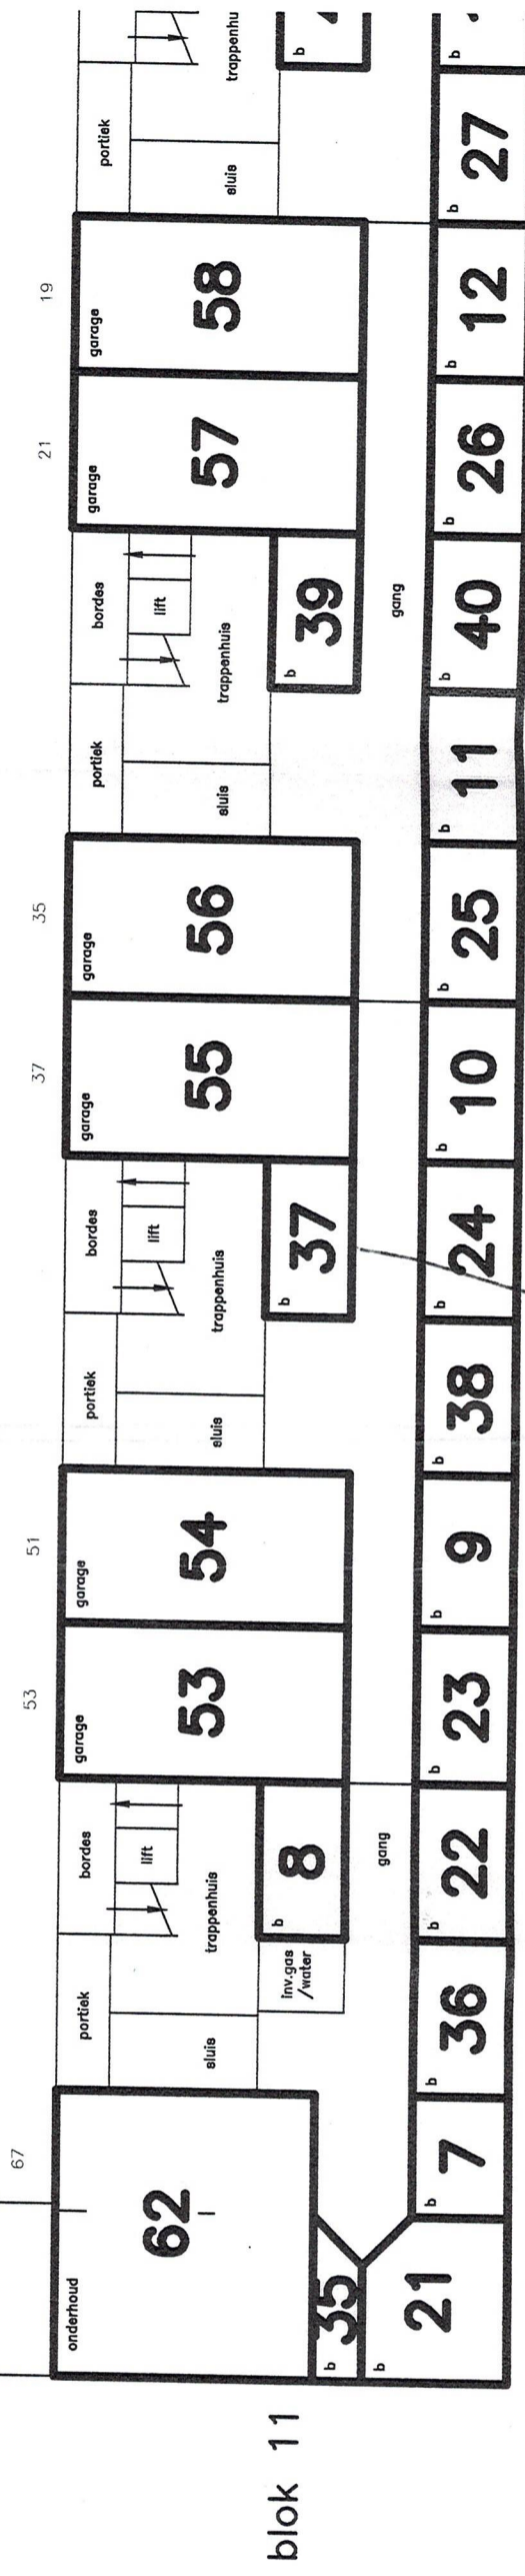 67 53 51 37 35 21 19
onderhoud portiek bordes garage garage portiek bordes garage garage portiek bordes garage garage portiek
lift lift lift
62 sluis trappenhuis 53 54 sluis trappenhuis 55 56 sluis trappenhuis 57 58 sluis trappenhu
blok 11
b 35 inv.gas
/water b 8 b 37 b 39 b
gang gang
b 21 b 7 b 36 b 22 b 23 b 9 b 38 b 24 b 10 b 25 b 11 b 40 b 26 b 12 b 27 b